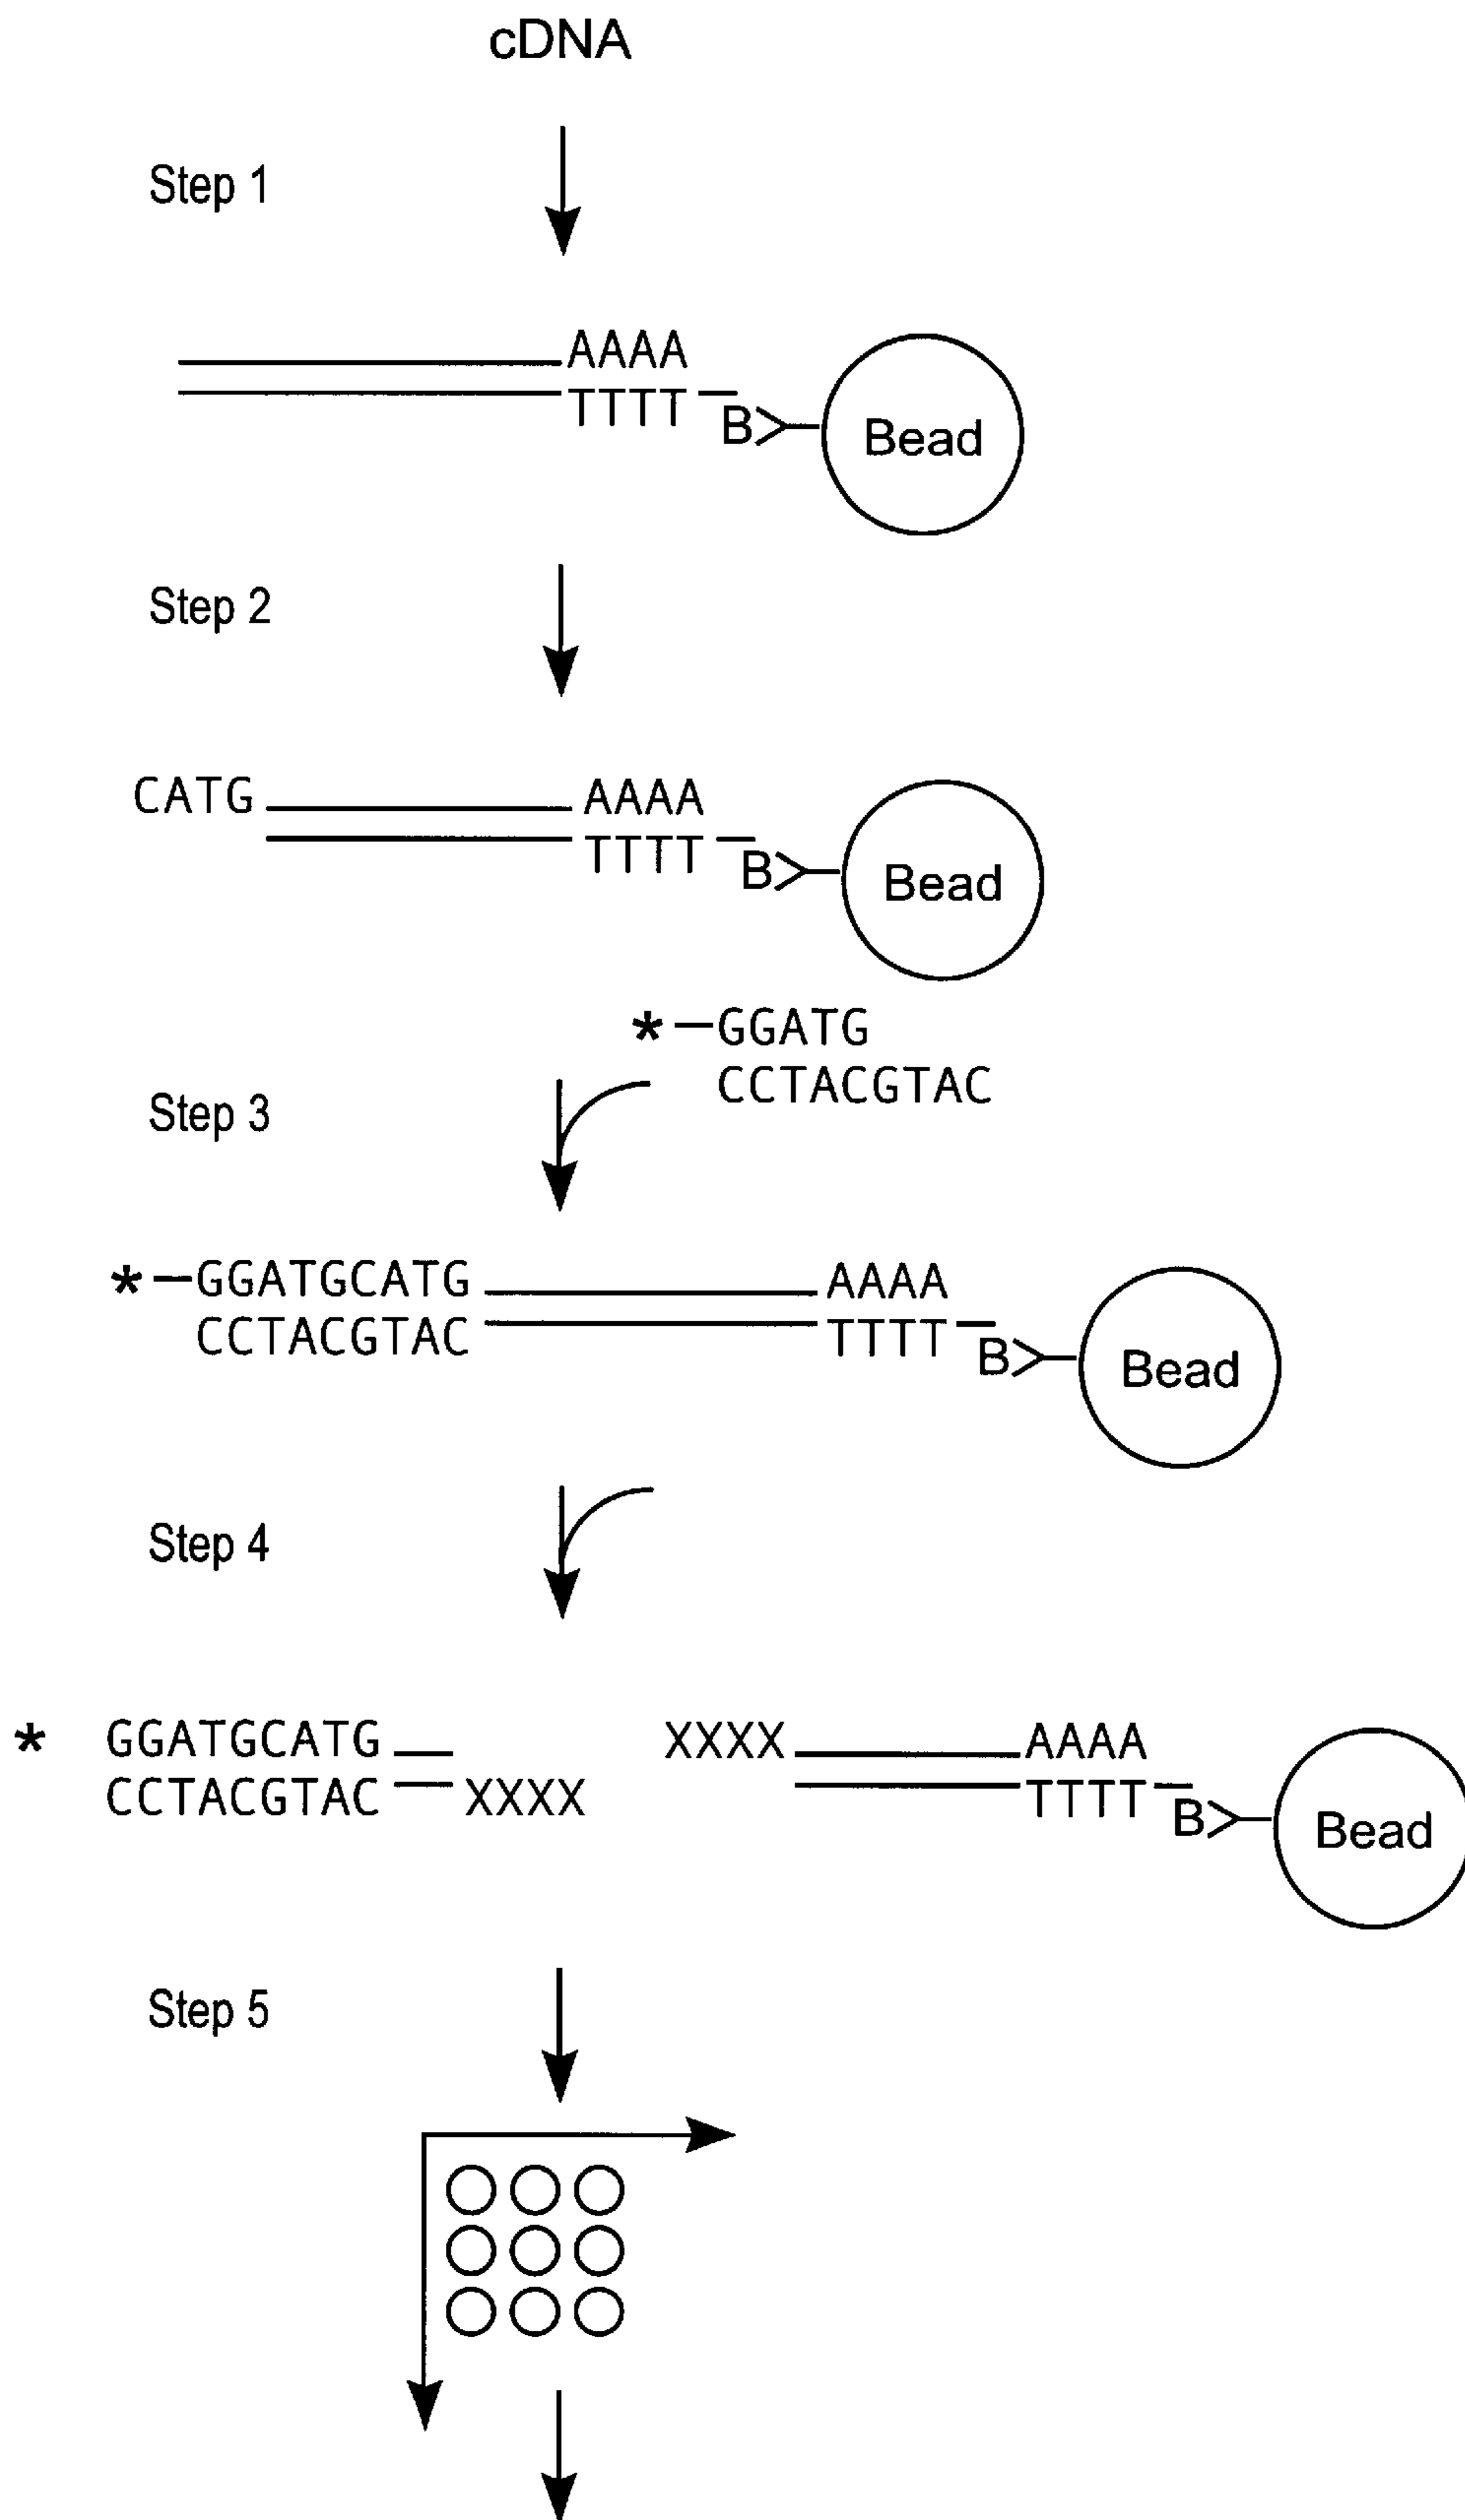 cDNA
Step 1
AAAA
TTTT
B
Bead
Step 2
CATG AAAA
TTTT
B
Bead
*—GGATG
CCTACGTAC
Step 3
*—GGATGCATG AAAA
CCTACGTAC TTTT
B
Bead
Step 4
* GGATGCATG XXXX AAAA
CCTACGTAC XXXX TTTT
B
Bead
Step 5